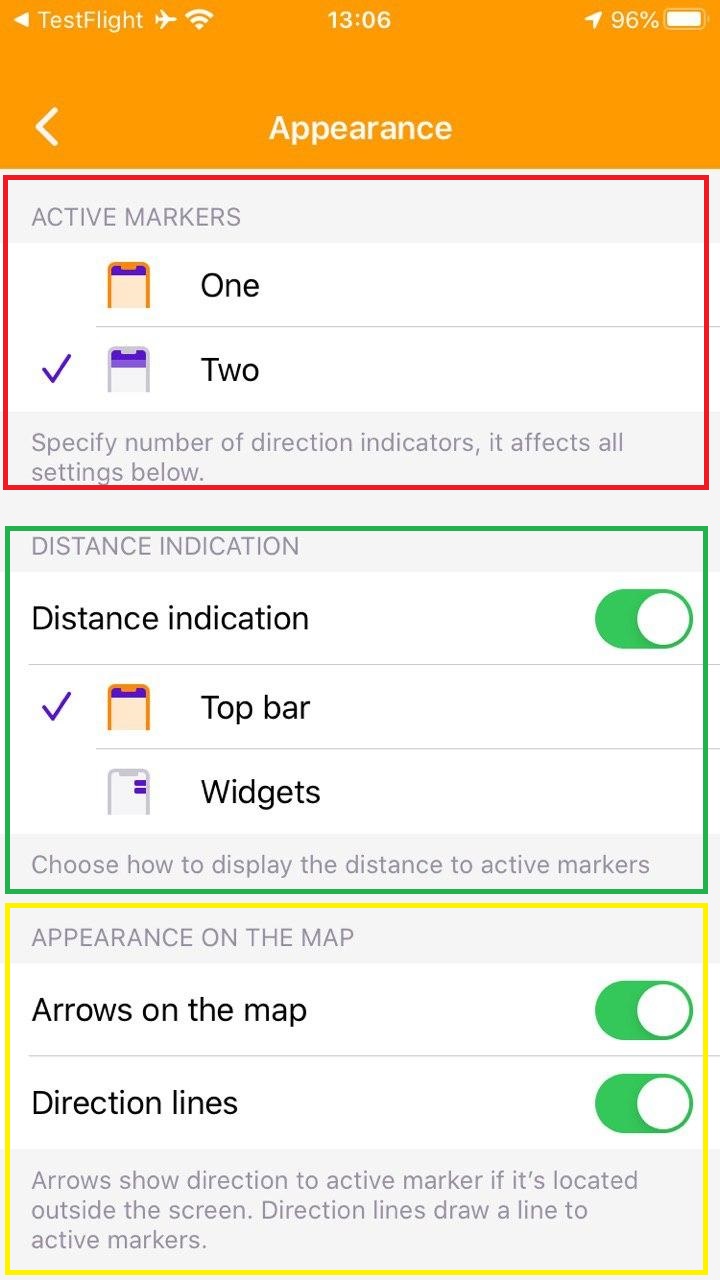 TestFlight 13:06 96%
Appearance
ACTIVE MARKERS
One
Two
Specify number of direction indicators, it affects all
settings below.
DISTANCE INDICATION
Distance indication
Top bar
Widgets
Choose how to display the distance to active markers
APPEARANCE ON THE MAP
Arrows on the map
Direction lines
Arrows show direction to active marker if it's located
outside the screen. Direction lines draw a line to
active markers.